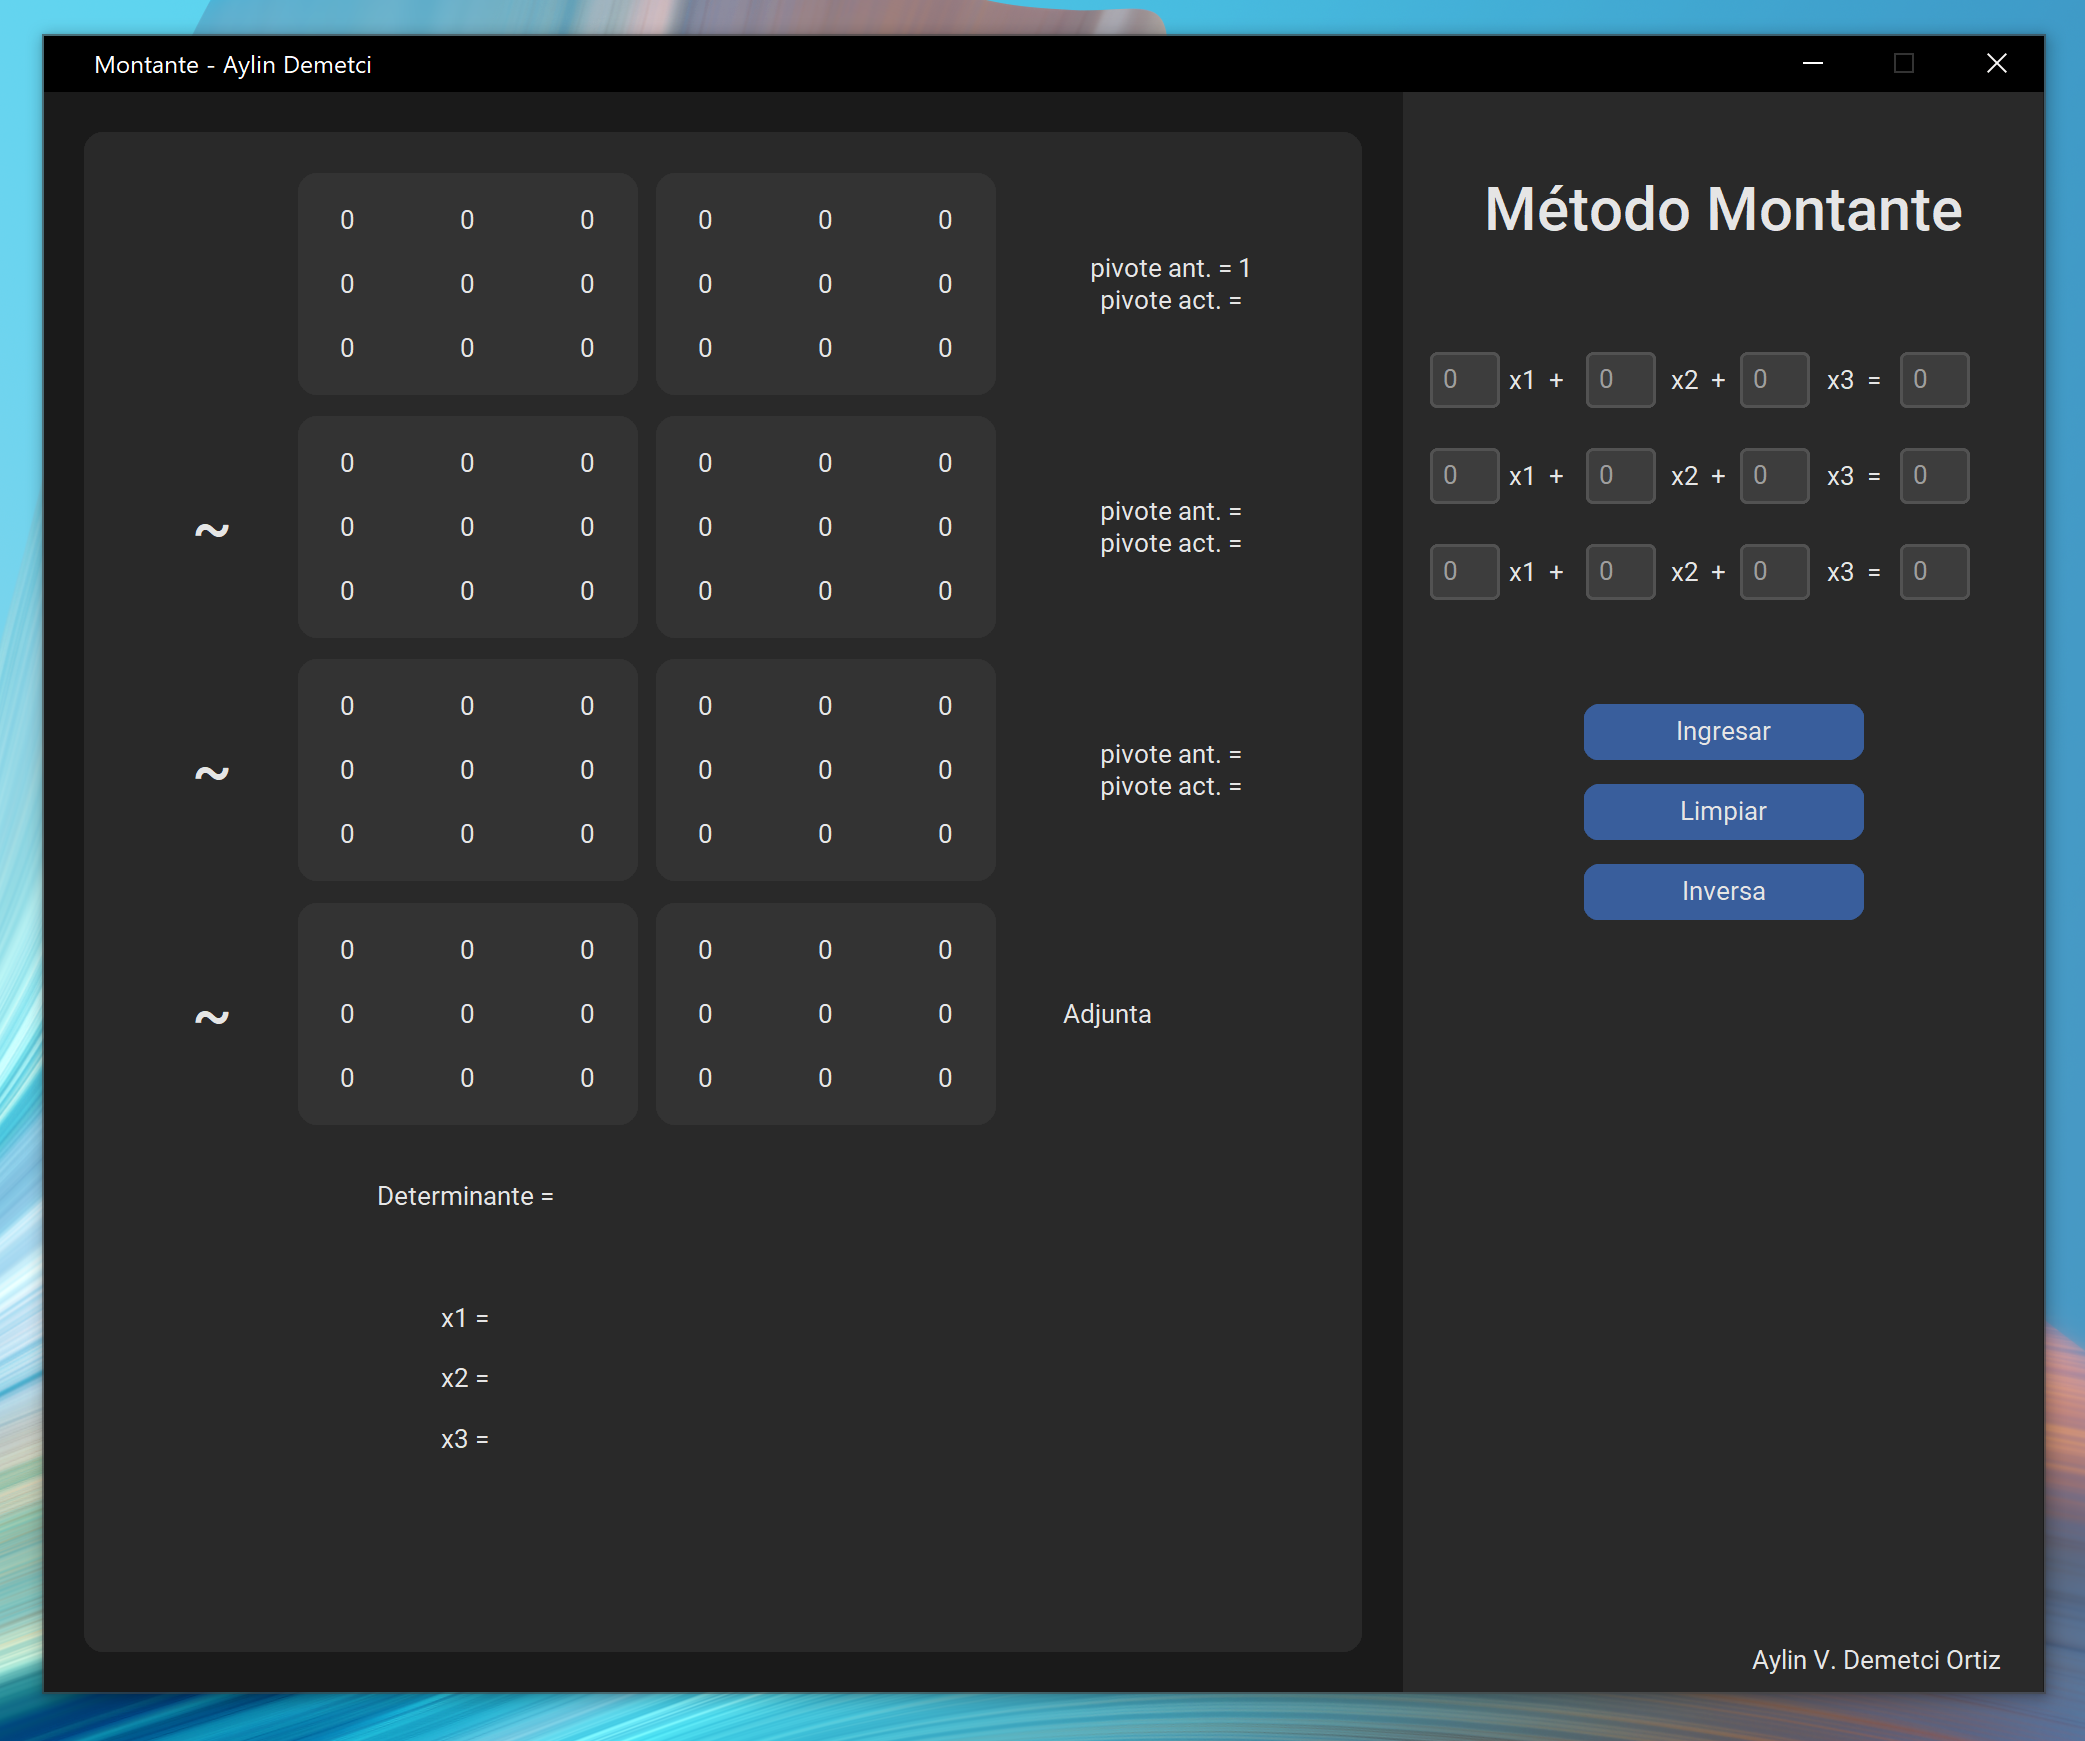 Montante - Aylin Demetci
0 0 0 0 0 0
0 0 0 0 0 0
0 0 0 0 0 0
pivote ant. = 1
pivote act. =
~
0 0 0 0 0 0
0 0 0 0 0 0
0 0 0 0 0 0
pivote ant. =
pivote act. =
~
0 0 0 0 0 0
0 0 0 0 0 0
0 0 0 0 0 0
pivote ant. =
pivote act. =
~
0 0 0 0 0 0
0 0 0 0 0 0
0 0 0 0 0 0
Adjunta
Determinante =
x1 =
x2 =
x3 =
Método Montante
0 x1 + 0 x2 + 0 x3 = 0
0 x1 + 0 x2 + 0 x3 = 0
0 x1 + 0 x2 + 0 x3 = 0
Ingresar
Limpiar
Inversa
Aylin V. Demetci Ortiz